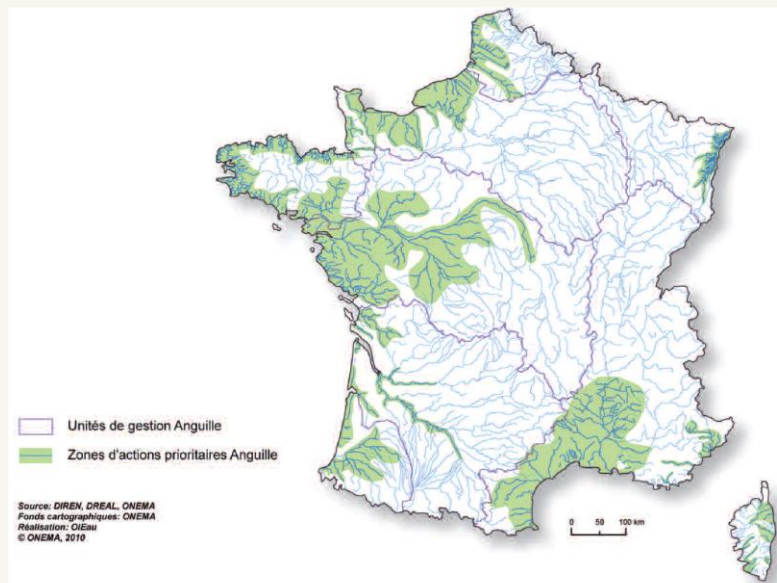 Unités de gestion Anguille
Zones d'actions prioritaires Anguille
Source: DIREN, DREAL, ONEMA
Fonds cartographiques: ONEMA
Réalisation: OIEau
© ONEMA, 2010
0 50 100 km